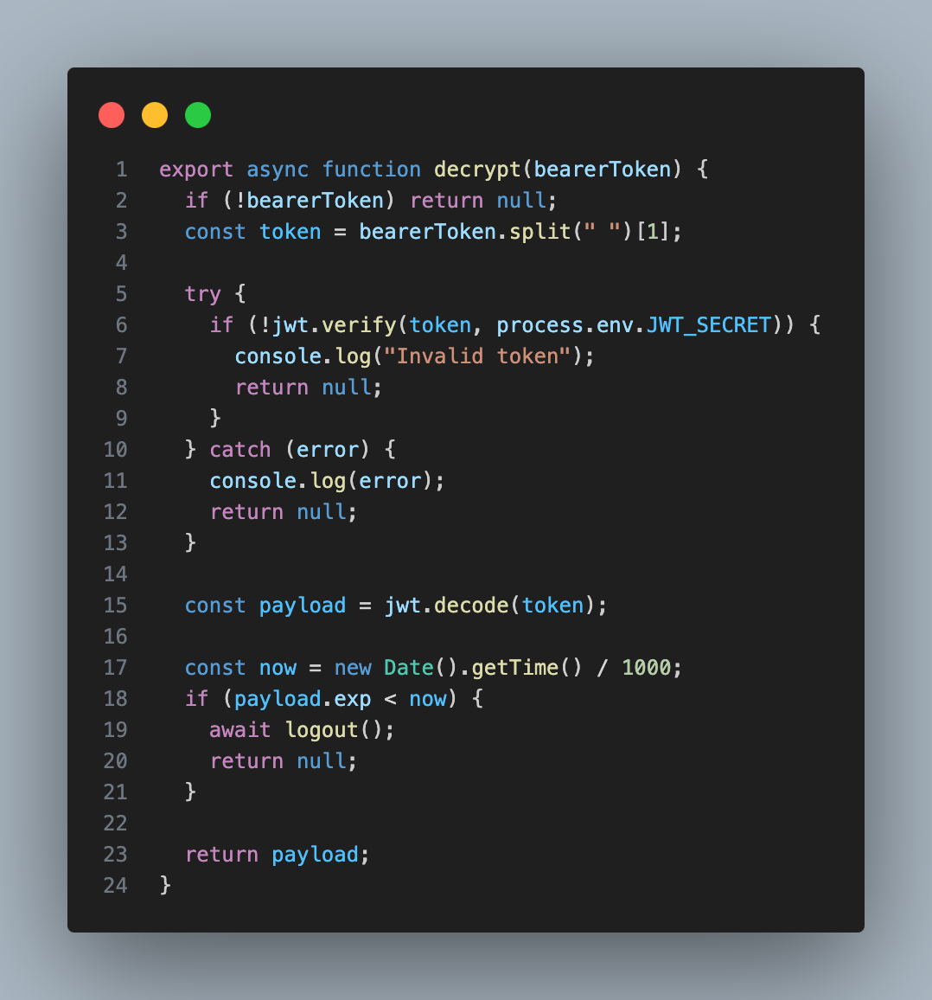 1 export async function decrypt(bearerToken) {
2   if (!bearerToken) return null;
3   const token = bearerToken.split(" ")[1];
4
5   try {
6     if (!jwt.verify(token, process.env.JWT_SECRET)) {
7       console.log("Invalid token");
8       return null;
9     }
10   } catch (error) {
11     console.log(error);
12     return null;
13   }
14
15   const payload = jwt.decode(token);
16
17   const now = new Date().getTime() / 1000;
18   if (payload.exp < now) {
19     await logout();
20     return null;
21   }
22
23   return payload;
24 }